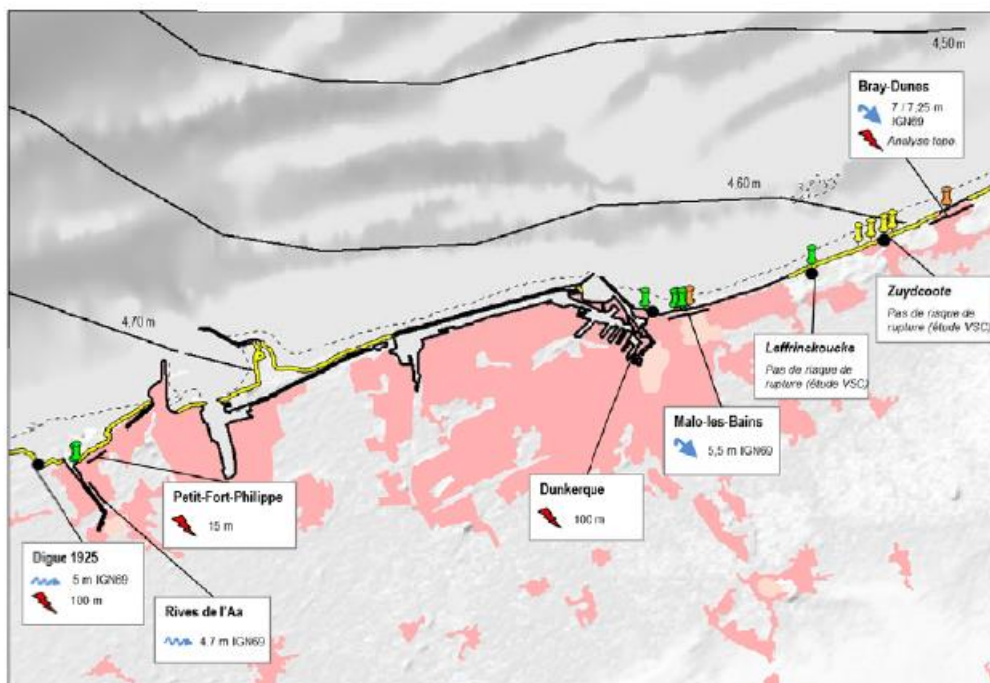 4,50 m
Bray-Dunes
7 / 7,25 m
IGN69
Analyse topo
4,60 m
4,70 m
Zuydcoote
Pas de risque de
rupture (étude VSC)
Leffrinckoucke
Pas de risque de
rupture (étude VSC)
Malo-les-Bains
5,5 m IGN69
Petit-Fort-Philippe
15 m
Dunkerque
100 m
Digue 1925
5 m IGN69
100 m
Rives de l'Aa
4.7 m IGN69